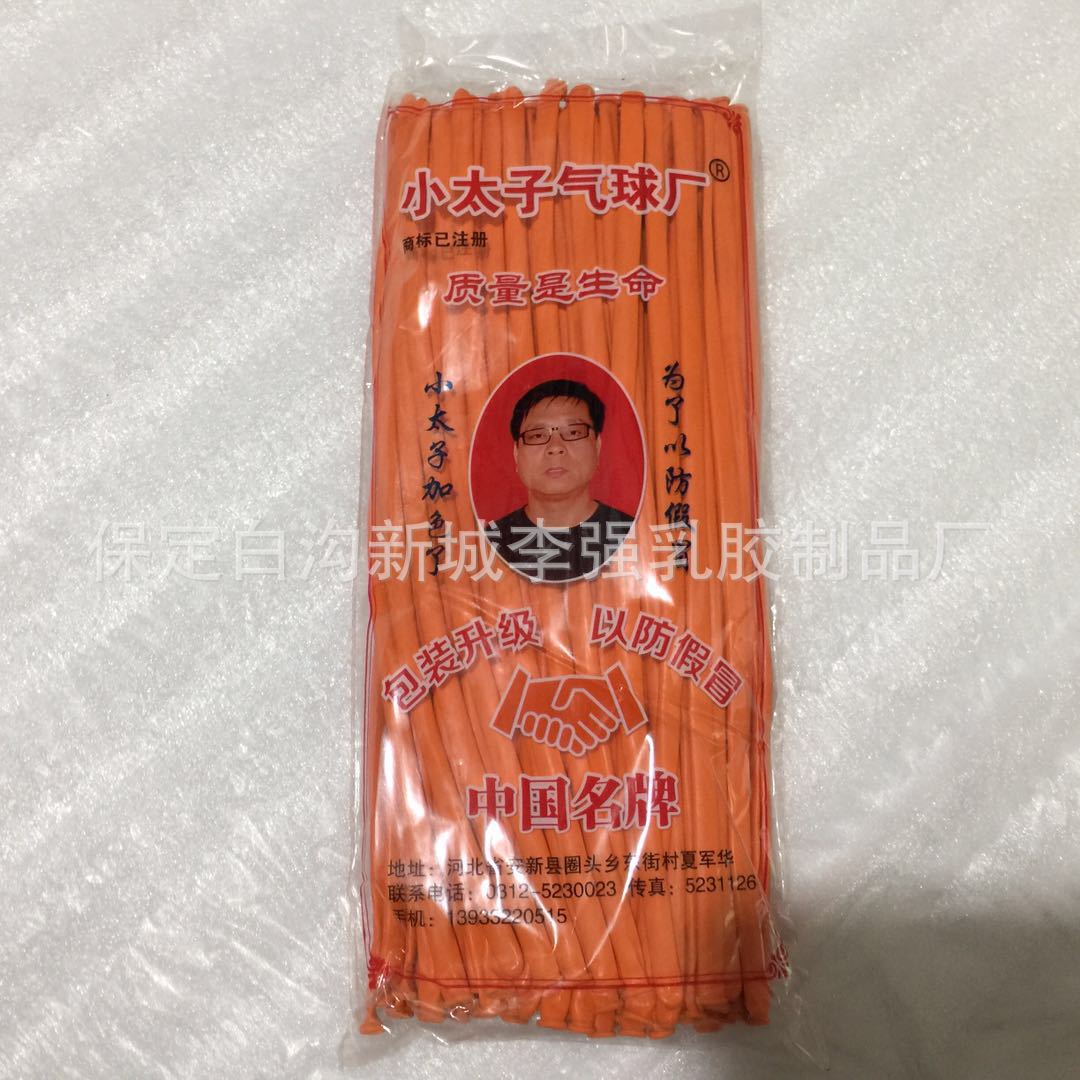 小太子气球厂®
商标已注册
质量是生命
小太子加色了
为了以防假冒
保定白沟新城李强乳胶制品厂
包装升级 以防假冒
中国名牌
地址：河北省安新县圈头乡东街村夏军华
联系电话：0312-5230023 传真：5231126
手机：13935220515